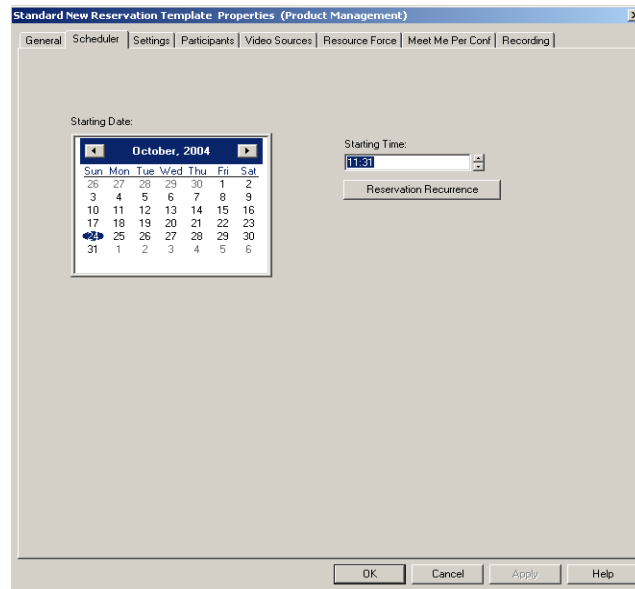 Standard New Reservation Template Properties (Product Management)
General Scheduler Settings Participants Video Sources Resource Force Meet Me Per Conf Recording
Starting Date:
October, 2004
Sun Mon Tue Wed Thu Fri Sat
26 27 28 29 30 1 2
3 4 5 6 7 8 9
10 11 12 13 14 15 16
17 18 19 20 21 22 23
24 25 26 27 28 29 30
31 1 2 3 4 5 6
Starting Time:
11:31
Reservation Recurrence
OK Cancel Apply Help